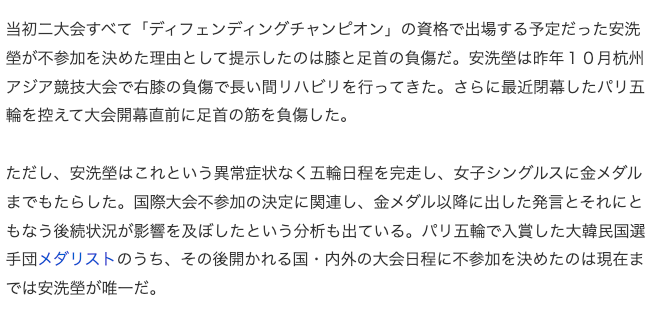 当初二大会すべて「ディフェンディングチャンピオン」の資格で出場する予定だった安洗
塋が不参加を決めた理由として提示したのは膝と足首の負傷だ。安洗塋は昨年１０月杭州
アジア競技大会で右膝の負傷で長い間リハビリを行ってきた。さらに最近閉幕したパリ五
輪を控えて大会開幕直前に足首の筋を負傷した。
ただし、安洗塋はこれという異常症状なく五輪日程を完走し、女子シングルスに金メダル
までもたらした。国際大会不参加の決定に関連し、金メダル以降に出した発言とそれにと
もなう後続状況が影響を及ぼしたという分析も出ている。パリ五輪で入賞した大韓民国選
手団メダリストのうち、その後開かれる国・内外の大会日程に不参加を決めたのは現在ま
では安洗塋が唯一だ。